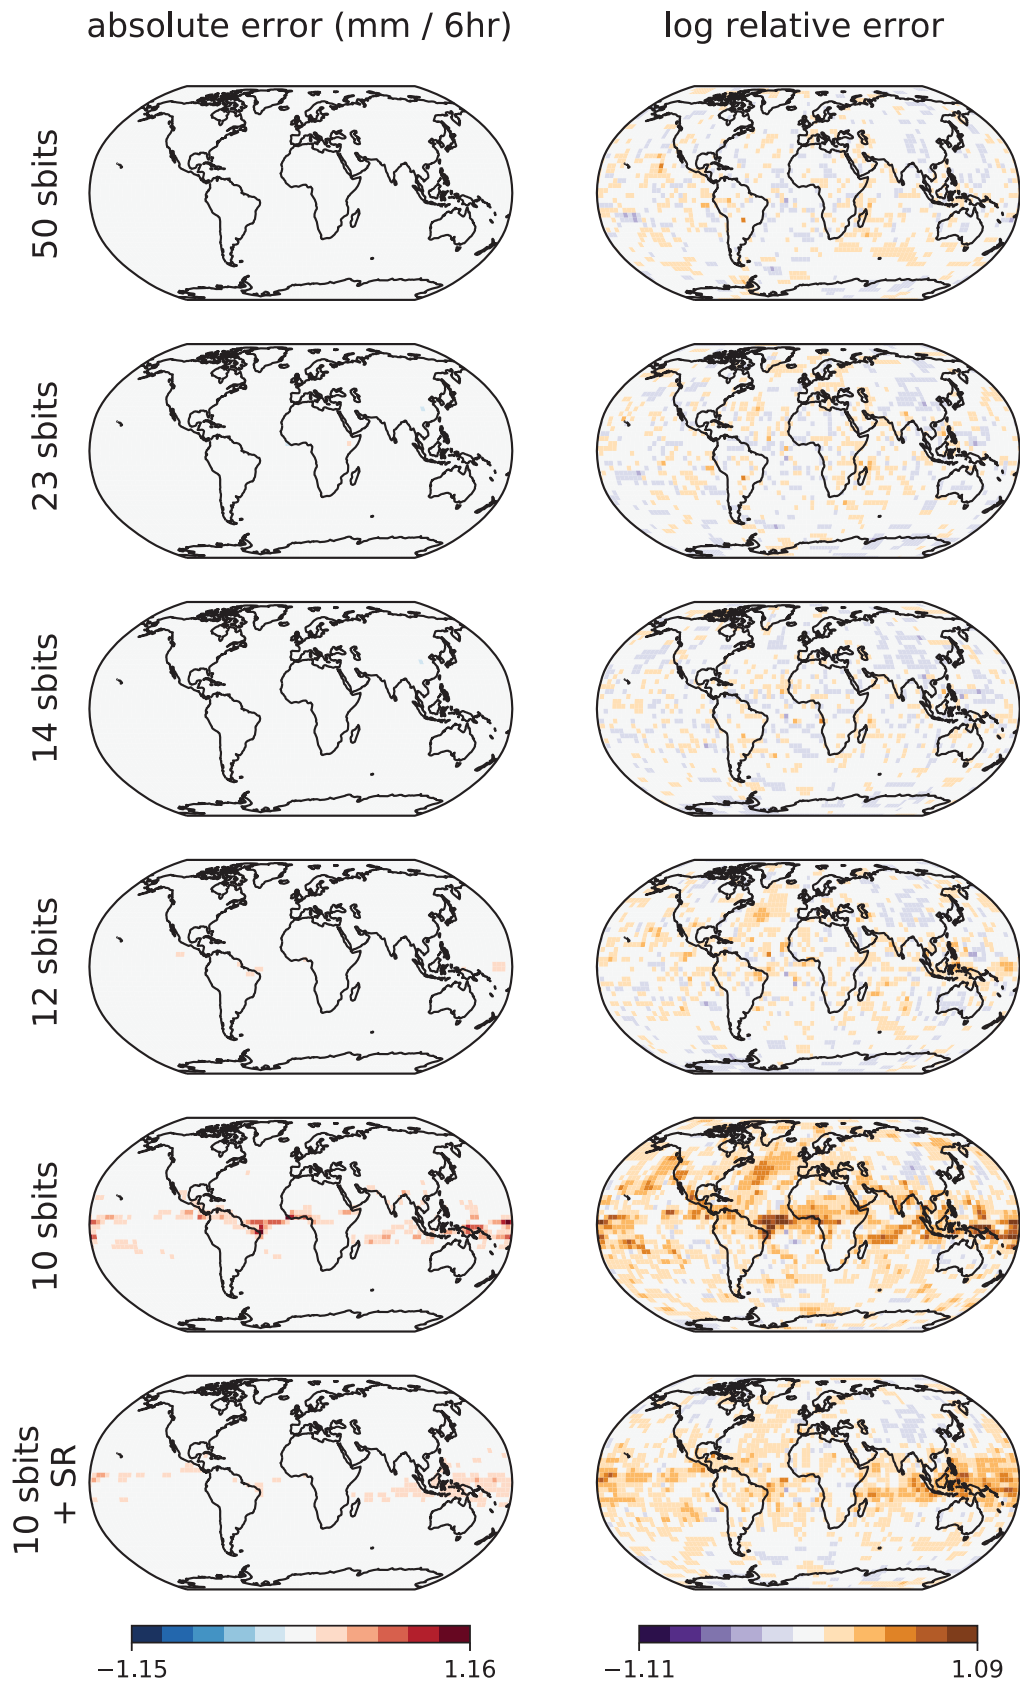 absolute error (mm / 6hr)
log relative error
50 sbits
23 sbits
14 sbits
12 sbits
10 sbits
10 sbits
+ SR
−1.15
1.16
−1.11
1.09